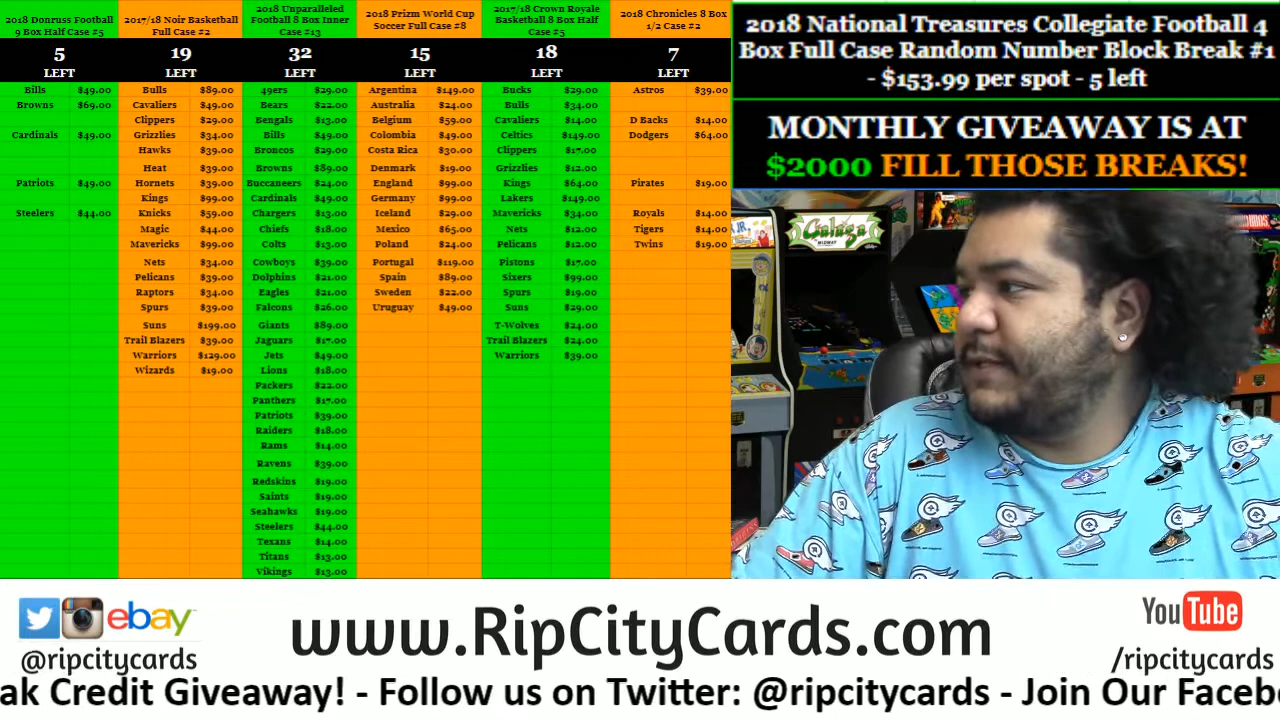 2018 Donruss Football
9 Box Half Case #5
5
LEFT
Bills $49.00
Browns $69.00
Cardinals $49.00
Patriots $49.00
Steelers $44.00
2017/18 Noir Basketball
Full Case #2
19
LEFT
Bulls $89.00
Cavaliers $49.00
Clippers $29.00
Grizzlies $34.00
Hawks $39.00
Heat $39.00
Hornets $39.00
Kings $99.00
Knicks $59.00
Magic $44.00
Mavericks $99.00
Nets $34.00
Pelicans $39.00
Raptors $34.00
Spurs $39.00
Suns $199.00
Trail Blazers $39.00
Warriors $129.00
Wizards $19.00
2018 Unparalleled
Football 8 Box Inner
Case #13
32
LEFT
49ers $29.00
Bears $22.00
Bengals $13.00
Bills $49.00
Broncos $29.00
Browns $89.00
Buccaneers $24.00
Cardinals $49.00
Chargers $13.00
Chiefs $18.00
Colts $13.00
Cowboys $39.00
Dolphins $21.00
Eagles $21.00
Falcons $26.00
Giants $89.00
Jaguars $17.00
Jets $49.00
Lions $18.00
Packers $22.00
Panthers $17.00
Patriots $39.00
Raiders $18.00
Rams $14.00
Ravens $39.00
Redskins $19.00
Saints $19.00
Seahawks $19.00
Steelers $44.00
Texans $14.00
Titans $13.00
Vikings $13.00
2018 Prizm World Cup
Soccer Full Case #8
15
LEFT
Argentina $149.00
Australia $24.00
Belgium $59.00
Colombia $49.00
Costa Rica $30.00
Denmark $19.00
England $99.00
Germany $99.00
Iceland $29.00
Mexico $65.00
Poland $24.00
Portugal $119.00
Spain $89.00
Sweden $22.00
Uruguay $49.00
2017/18 Crown Royale
Basketball 8 Box Half
Case #5
18
LEFT
Bucks $29.00
Bulls $34.00
Cavaliers $14.00
Celtics $149.00
Clippers $17.00
Grizzlies $12.00
Kings $64.00
Lakers $149.00
Mavericks $34.00
Nets $12.00
Pelicans $12.00
Pistons $17.00
Sixers $99.00
Spurs $19.00
Suns $29.00
T-Wolves $24.00
Trail Blazers $24.00
Warriors $39.00
2018 Chronicles 8 Box
1/2 Case #2
7
LEFT
Astros $39.00
D Backs $14.00
Dodgers $64.00
Pirates $19.00
Royals $14.00
Tigers $14.00
Twins $19.00
2018 National Treasures Collegiate Football 4
Box Full Case Random Number Block Break #1
- $153.99 per spot - 5 left
MONTHLY GIVEAWAY IS AT
$2000 FILL THOSE BREAKS!
Galaga
MIDWAY
ebay™
@ripcitycards
www.RipCityCards.com
YouTube
/ripcitycards
ak Credit Giveaway! - Follow us on Twitter: @ripcitycards - Join Our Faceb